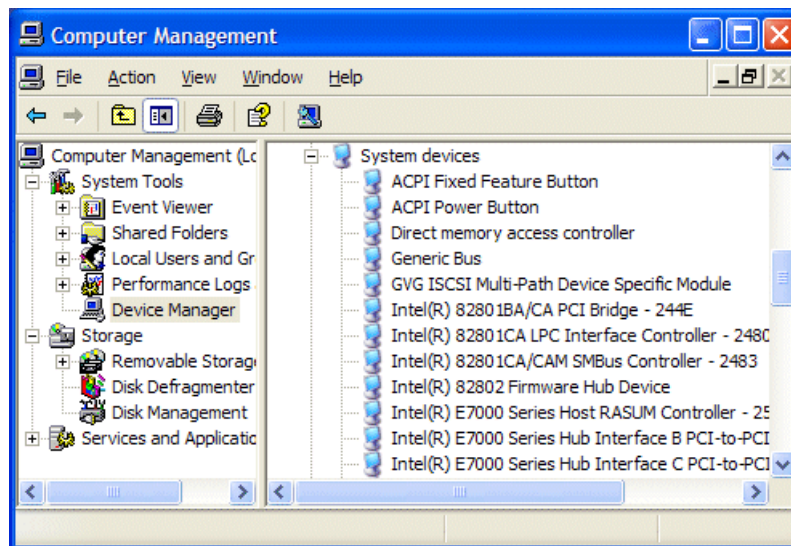 Computer Management
File Action View Window Help
Computer Management (Lc
System Tools
Event Viewer
Shared Folders
Local Users and Gr
Performance Logs
Device Manager
Storage
Removable Storag
Disk Defragmenter
Disk Management
Services and Applicatic
System devices
ACPI Fixed Feature Button
ACPI Power Button
Direct memory access controller
Generic Bus
GVG ISCSI Multi-Path Device Specific Module
Intel(R) 82801BA/CA PCI Bridge - 244E
Intel(R) 82801CA LPC Interface Controller - 2480
Intel(R) 82801CA/CAM SMBus Controller - 2483
Intel(R) 82802 Firmware Hub Device
Intel(R) E7000 Series Host RASUM Controller - 25
Intel(R) E7000 Series Hub Interface B PCI-to-PCI
Intel(R) E7000 Series Hub Interface C PCI-to-PCI